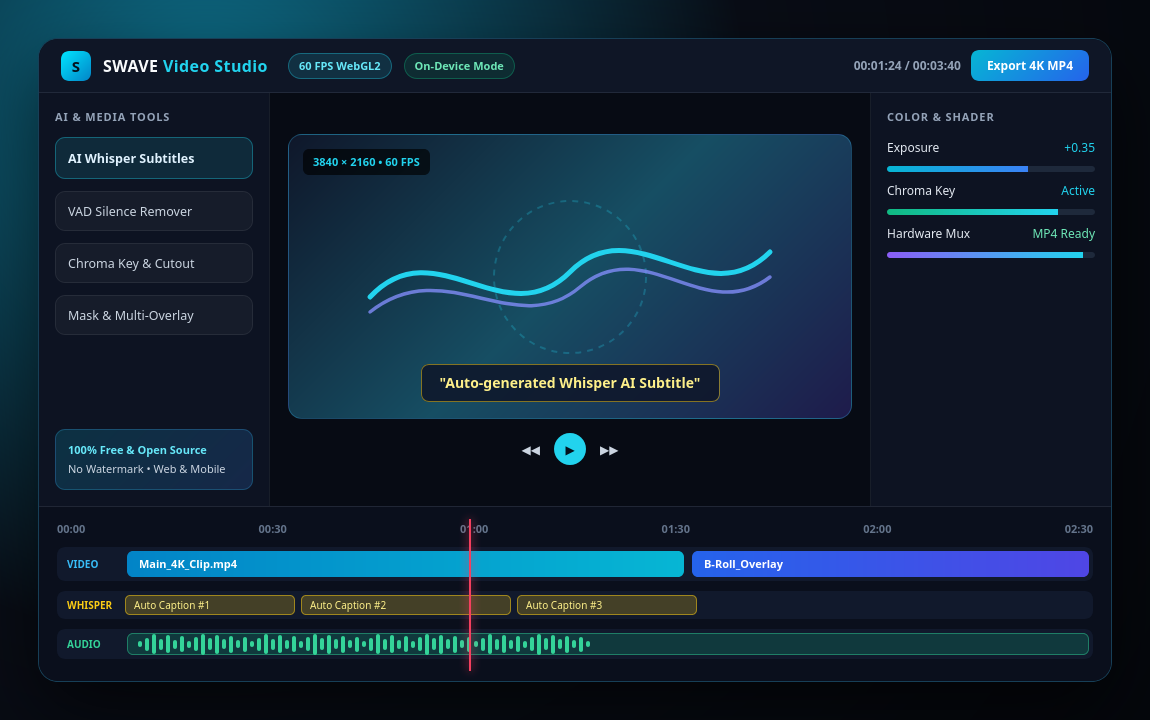 S SWAVE Video Studio 60 FPS WebGL2 On-Device Mode 00:01:24 / 00:03:40 Export 4K MP4
AI & MEDIA TOOLS
AI Whisper Subtitles
VAD Silence Remover
Chroma Key & Cutout
Mask & Multi-Overlay
100% Free & Open Source
No Watermark • Web & Mobile
3840 × 2160 • 60 FPS
"Auto-generated Whisper AI Subtitle"
COLOR & SHADER
Exposure +0.35
Chroma Key Active
Hardware Mux MP4 Ready
00:00 00:30 01:00 01:30 02:00 02:30
VIDEO Main_4K_Clip.mp4 B-Roll_Overlay
WHISPER Auto Caption #1 Auto Caption #2 Auto Caption #3
AUDIO